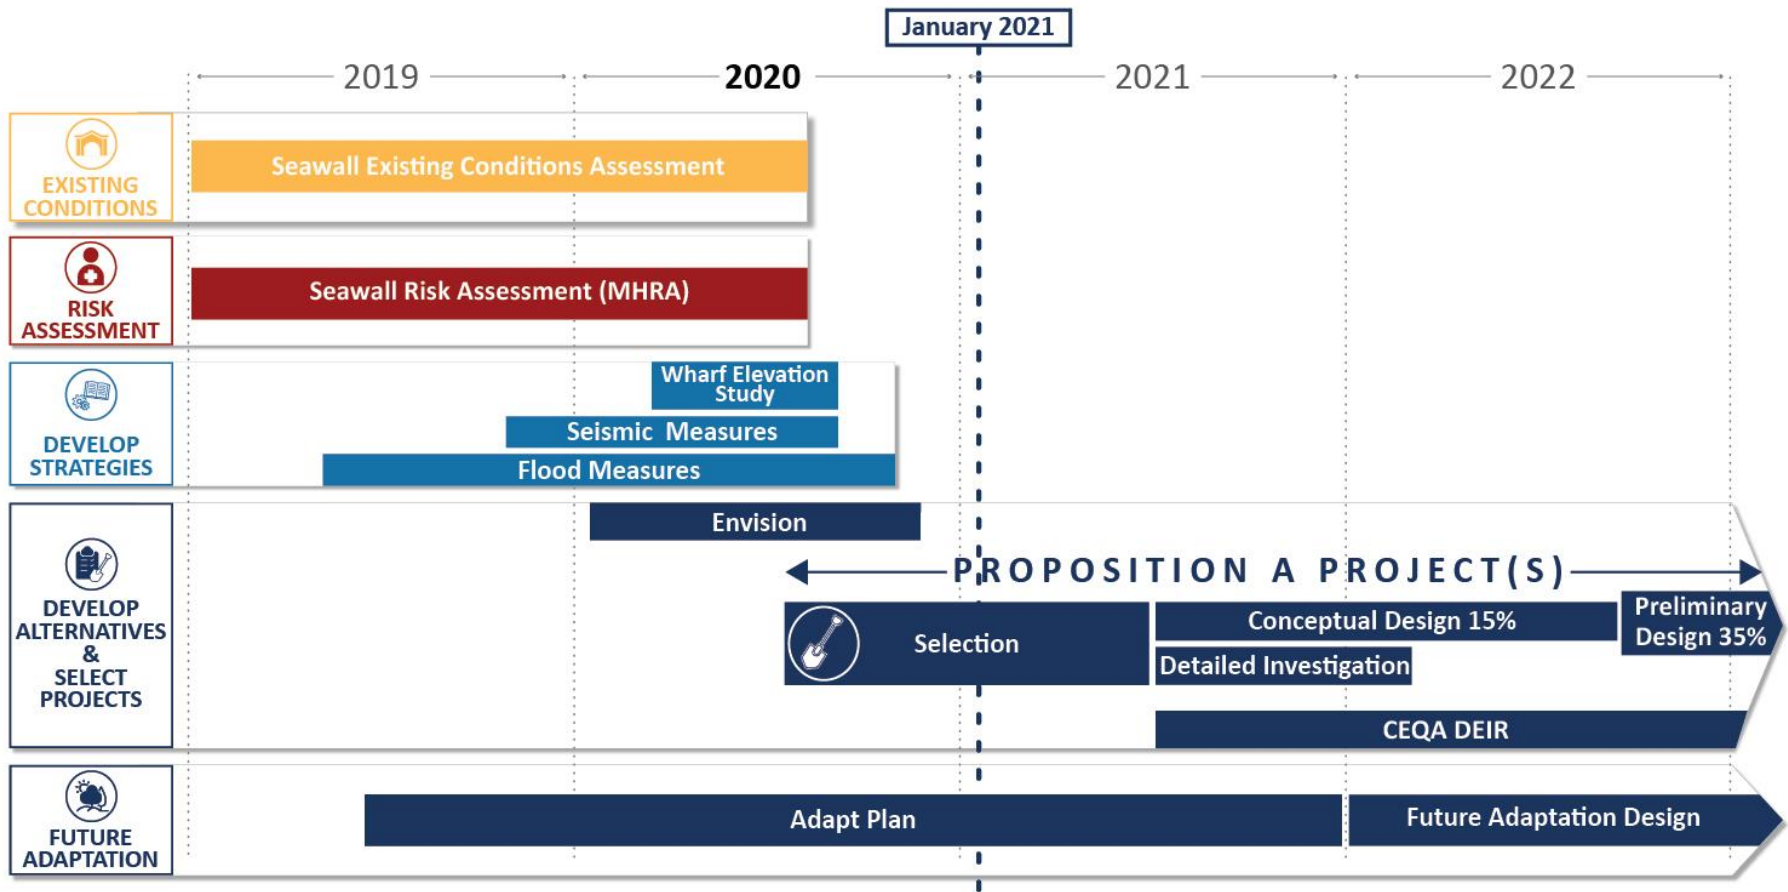 January 2021
2019
2020
2021
2022
EXISTING
CONDITIONS
Seawall Existing Conditions Assessment
RISK
ASSESSMENT
Seawall Risk Assessment (MHRA)
DEVELOP
STRATEGIES
Wharf Elevation
Study
Seismic Measures
Flood Measures
DEVELOP
ALTERNATIVES
&
SELECT
PROJECTS
Envision
PROPOSITION A PROJECT(S)
Selection
Conceptual Design 15%
Preliminary
Design 35%
Detailed Investigation
CEQA DEIR
FUTURE
ADAPTATION
Adapt Plan
Future Adaptation Design